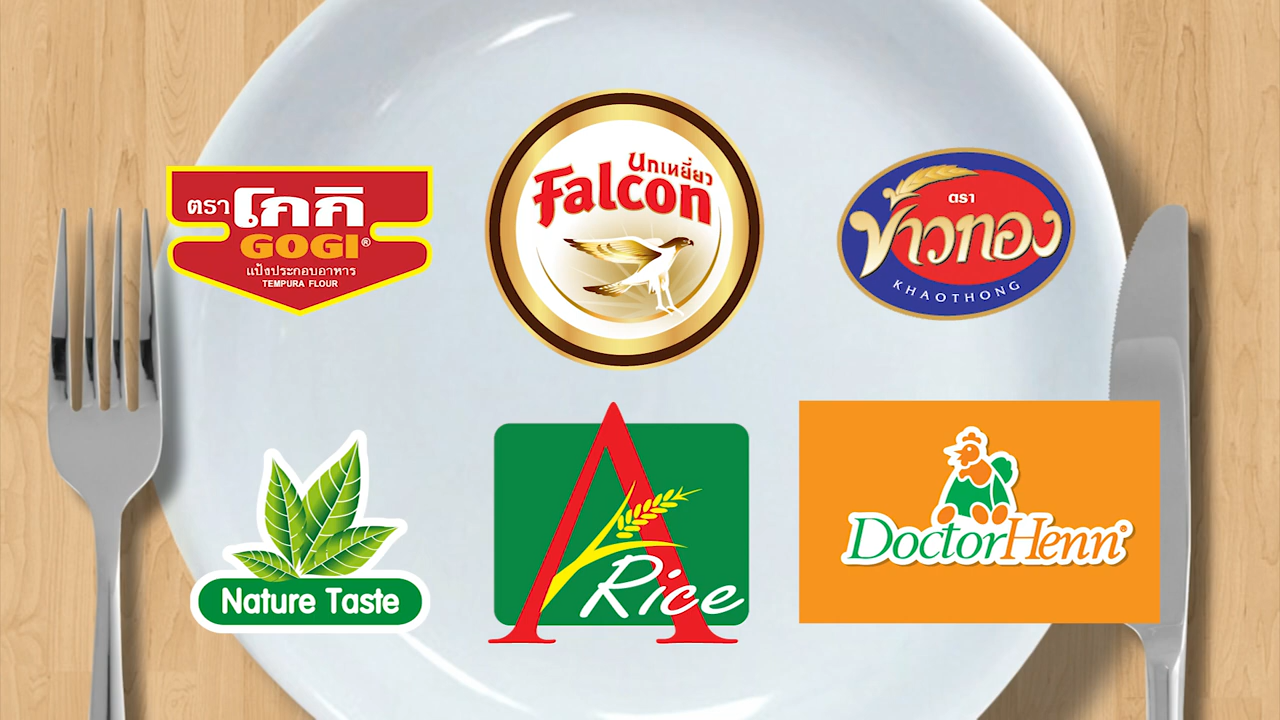 ตรา โกกิ
GOGI®
แป้งประกอบอาหาร
TEMPURA FLOUR
นกเหยี่ยว
Falcon
ตรา
ข้าวทอง
KHAOTHONG
Nature Taste
A Rice
DoctorHenn